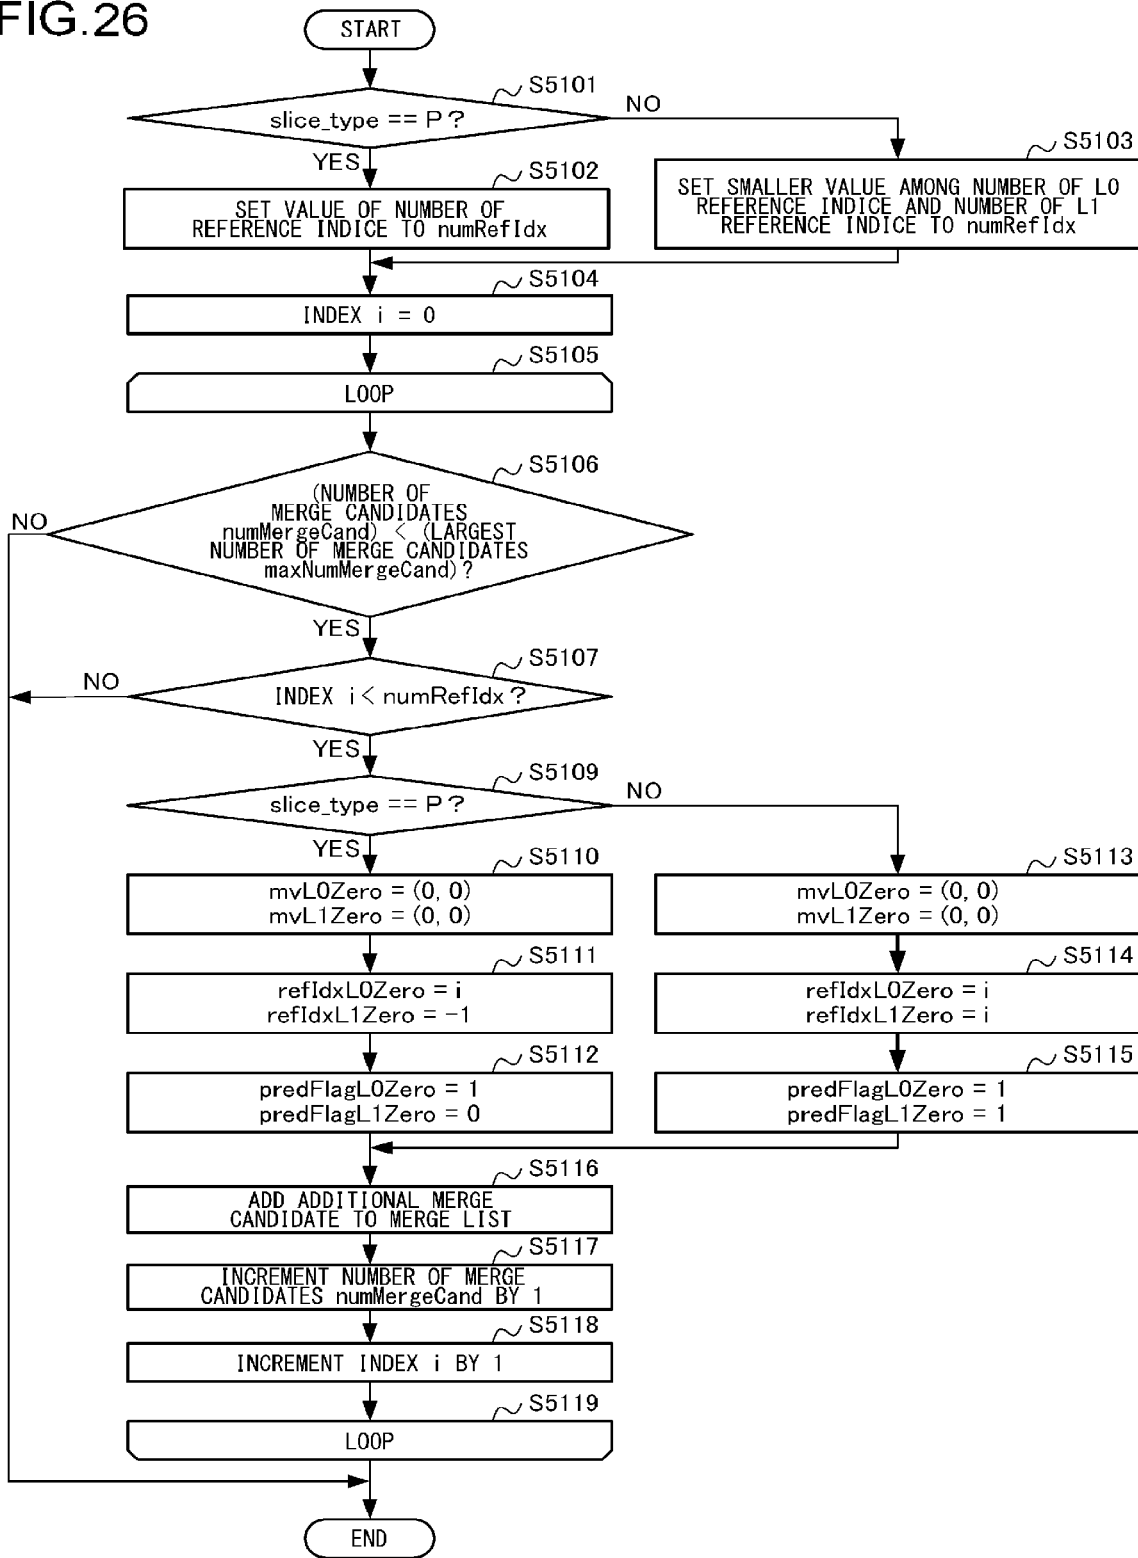 FIG.26
START
S5101
slice_type == P?
NO
YES
S5102
SET VALUE OF NUMBER OF
REFERENCE INDICE TO numRefIdx
S5103
SET SMALLER VALUE AMONG NUMBER OF L0
REFERENCE INDICE AND NUMBER OF L1
REFERENCE INDICE TO numRefIdx
S5104
INDEX i = 0
S5105
LOOP
S5106
(NUMBER OF
MERGE CANDIDATES
numMergeCand) < (LARGEST
NUMBER OF MERGE CANDIDATES
maxNumMergeCand)?
NO
YES
S5107
INDEX i < numRefIdx?
NO
YES
S5109
slice_type == P?
NO
YES
S5110
mvL0Zero = (0, 0)
mvL1Zero = (0, 0)
S5113
mvL0Zero = (0, 0)
mvL1Zero = (0, 0)
S5111
refIdxL0Zero = i
refIdxL1Zero = -1
S5114
refIdxL0Zero = i
refIdxL1Zero = i
S5112
predFlagL0Zero = 1
predFlagL1Zero = 0
S5115
predFlagL0Zero = 1
predFlagL1Zero = 1
S5116
ADD ADDITIONAL MERGE
CANDIDATE TO MERGE LIST
S5117
INCREMENT NUMBER OF MERGE
CANDIDATES numMergeCand BY 1
S5118
INCREMENT INDEX i BY 1
S5119
LOOP
END